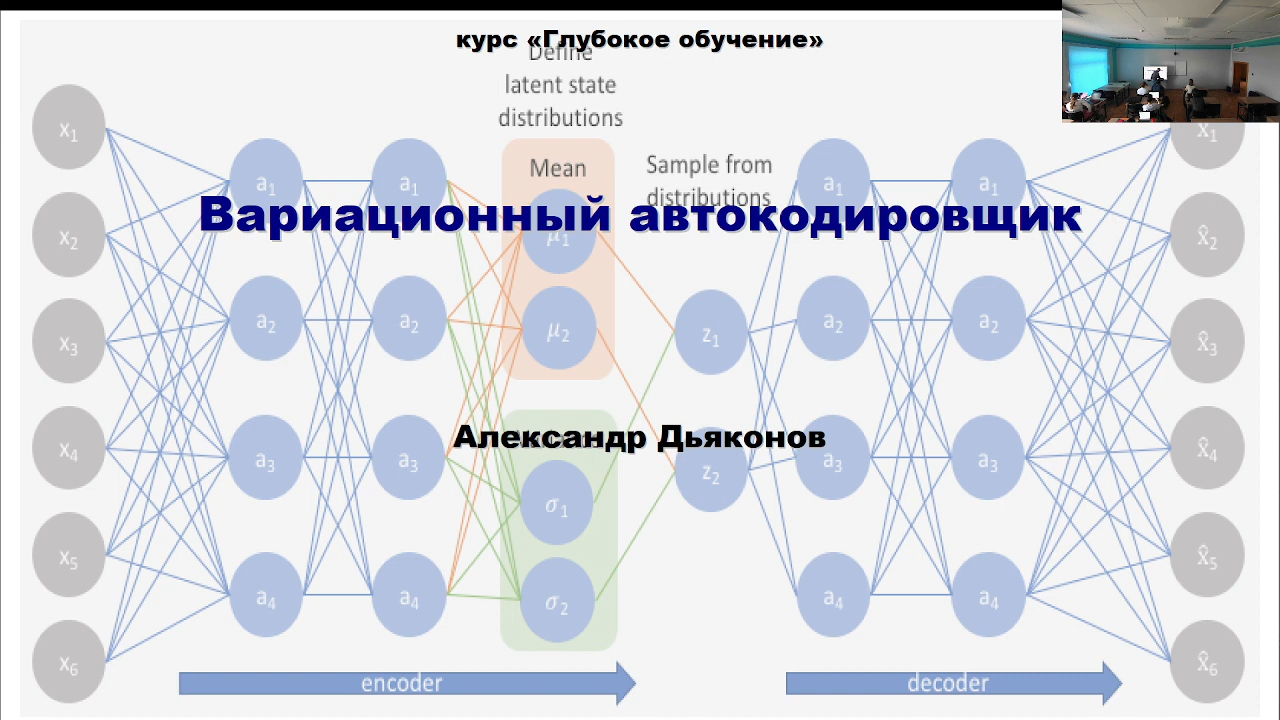 курс «Глубокое обучение»
Define
latent state
distributions
Mean
Sample from
distributions
Вариационный автокодировщик
Александр Дьяконов
x1
x2
x3
x4
x5
x6
a1
a2
a3
a4
a1
a2
a3
a4
μ1
μ2
σ1
σ2
z1
z2
a1
a2
a3
a4
a1
a2
a3
a4
x̂1
x̂2
x̂3
x̂4
x̂5
x̂6
encoder
decoder